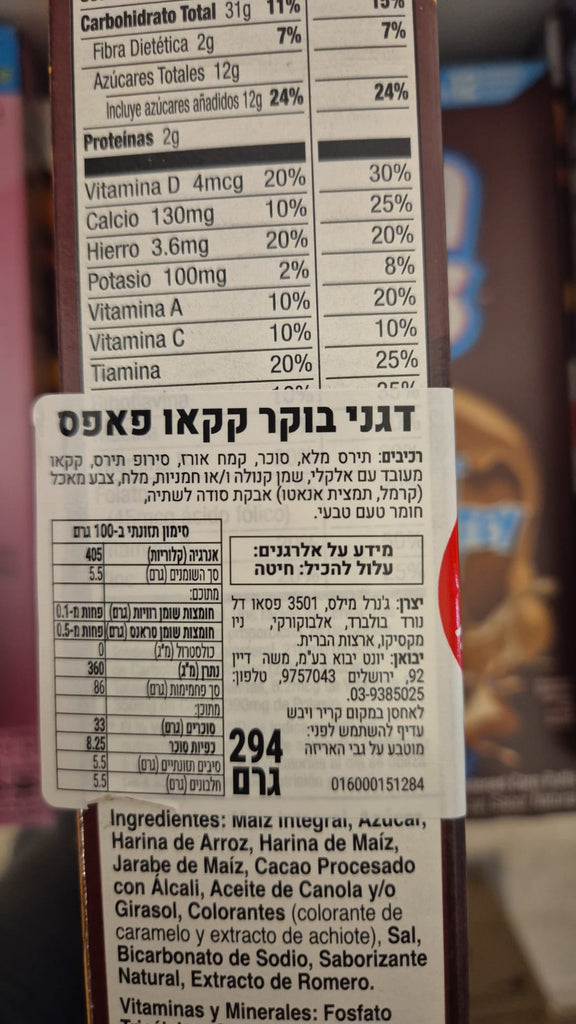 Carbohidrato Total 31g 11% 15%
Fibra Dietética 2g 7% 7%
Azúcares Totales 12g
Incluye azúcares añadidos 12g 24% 24%
Proteínas 2g
Vitamina D 4mcg 20% 30%
Calcio 130mg 10% 25%
Hierro 3.6mg 20% 20%
Potasio 100mg 2% 8%
Vitamina A 10% 20%
Vitamina C 10% 10%
Tiamina 20% 25%
דגני בוקר קקאו פאפס
רכיבים: תירס מלא, סוכר, קמח אורז, סירופ תירס, קקאו
מעובד עם אלקלי, שמן קנולה ו/או חמניות, מלח, צבע מאכל
(קרמל, תמצית אנאטו) אבקת סודה לשתיה,
חומר טעם טבעי.
מידע על אלרגנים:
עלול להכיל: חיטה
יצרן: ג'נרל מילס, 3501 פסאו דל
נורד בולברד, אלבוקורקי, ניו
מקסיקו, ארצות הברית.
יבואן: יונט יבוא בע"מ, משה דיין
92, ירושלים 9757043, טלפון:
03-9385025.
לאחסן במקום קריר ויבש
עדיף להשתמש לפני:
מוטבע על גבי האריזה
016000151284
294
גרם
סימון תזונתי ב-100 גרם
אנרגיה (קלוריות) 405
סך השומנים (גרם) 5.5
מתוכם:
חומצות שומן רוויות (גרם) פחות מ-0.1
חומצות שומן טראנס (גרם) פחות מ-0.5
כולסטרול (מ"ג) 0
נתרן (מ"ג) 360
סך פחמימות (גרם) 86
מתוכן:
סוכרים (גרם) 33
כפיות סוכר 8.25
סיבים תזונתיים (גרם) 5.5
חלבונים (גרם) 5.5
Ingredientes: Maíz Integral, Azúcar,
Harina de Arroz, Harina de Maíz,
Jarabe de Maíz, Cacao Procesado
con Álcali, Aceite de Canola y/o
Girasol, Colorantes (colorante de
caramelo y extracto de achiote), Sal,
Bicarbonato de Sodio, Saborizante
Natural, Extracto de Romero.
Vitaminas y Minerales: Fosfato